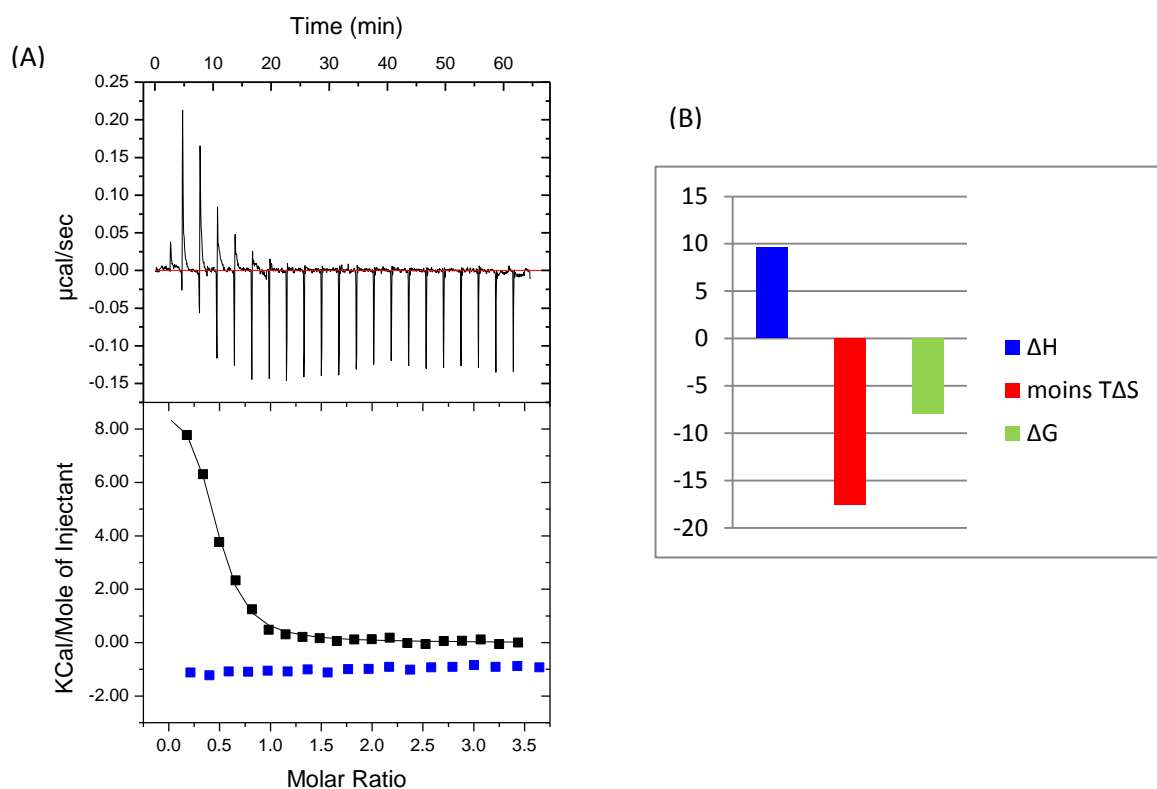 (A)
Time (min)
0 10 20 30 40 50 60
0.25
0.20
0.15
0.10
0.05
0.00
-0.05
-0.10
-0.15
µcal/sec
8.00
6.00
4.00
2.00
0.00
-2.00
KCal/Mole of Injectant
0.0 0.5 1.0 1.5 2.0 2.5 3.0 3.5
Molar Ratio
(B)
15
10
5
0
-5
-10
-15
-20
ΔH
moins TΔS
ΔG